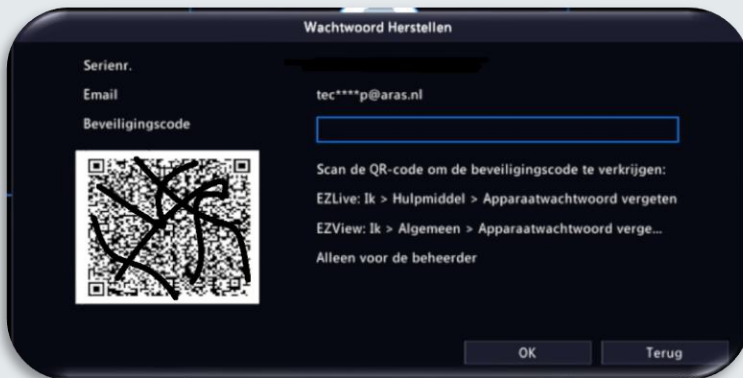 Wachtwoord Herstellen
Serienr.
Email tec****p@aras.nl
Beveiligingscode
Scan de QR-code om de beveiligingscode te verkrijgen:
EZLive: Ik > Hulpmiddel > Apparaatwachtwoord vergeten
EZView: Ik > Algemeen > Apparaatwachtwoord verge...
Alleen voor de beheerder
OK Terug